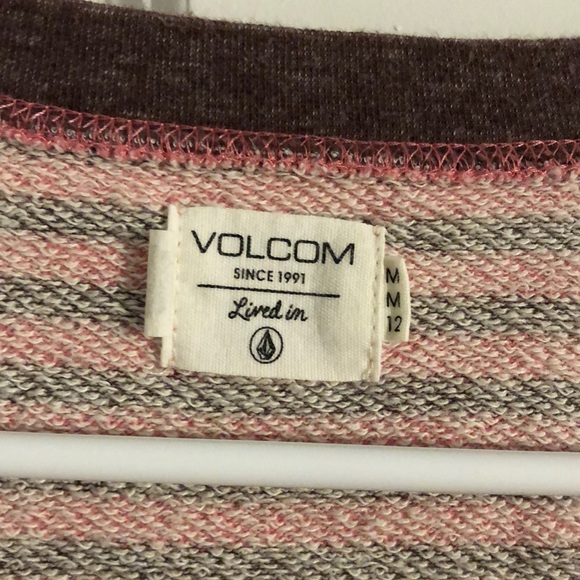 VOLCOM
SINCE 1991
Lived in
M
M
12